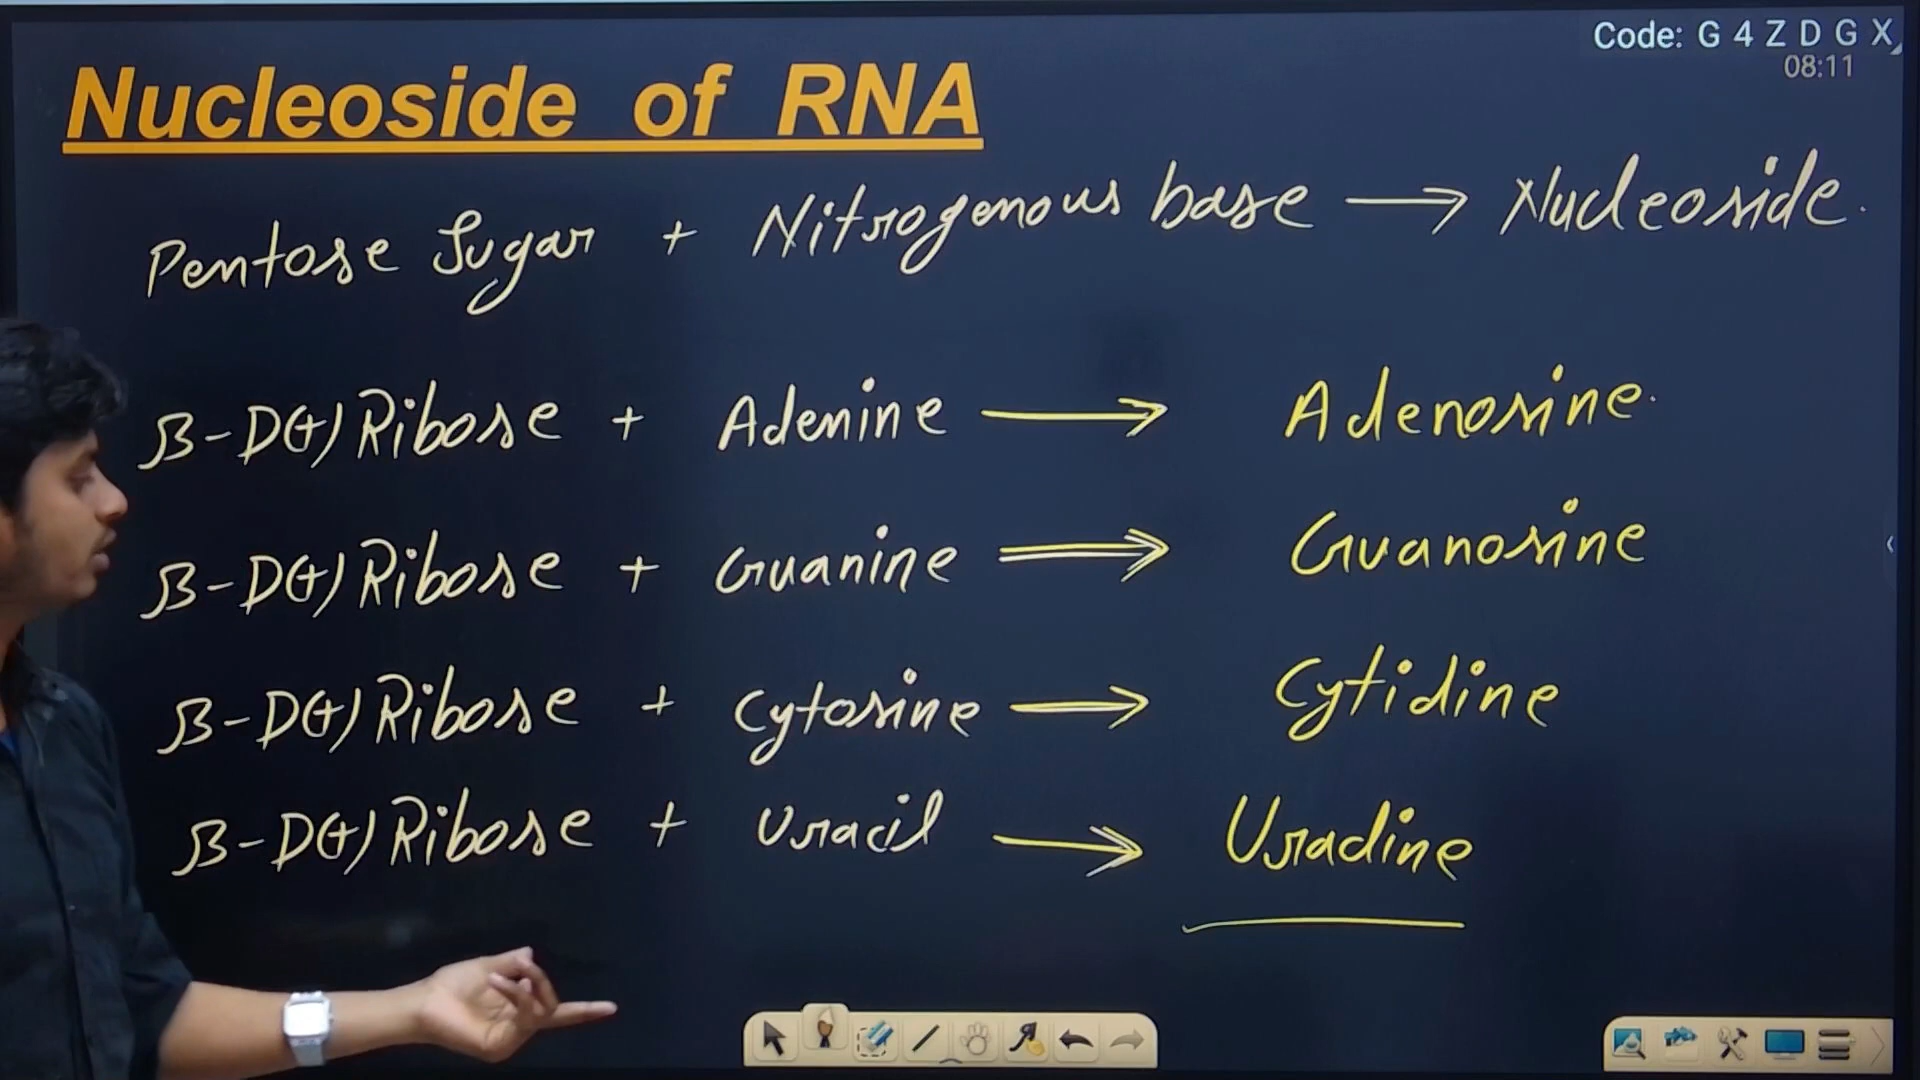 Code: G 4 Z D G X
08:11
Nucleoside of RNA
Pentose Sugar + Nitrogenous base → Nucleoside.
β-D(+) Ribose + Adenine → Adenosine.
β-D(+) Ribose + Guanine → Guanosine
β-D(+) Ribose + Cytosine → Cytidine
β-D(+) Ribose + Uracil → Uradine